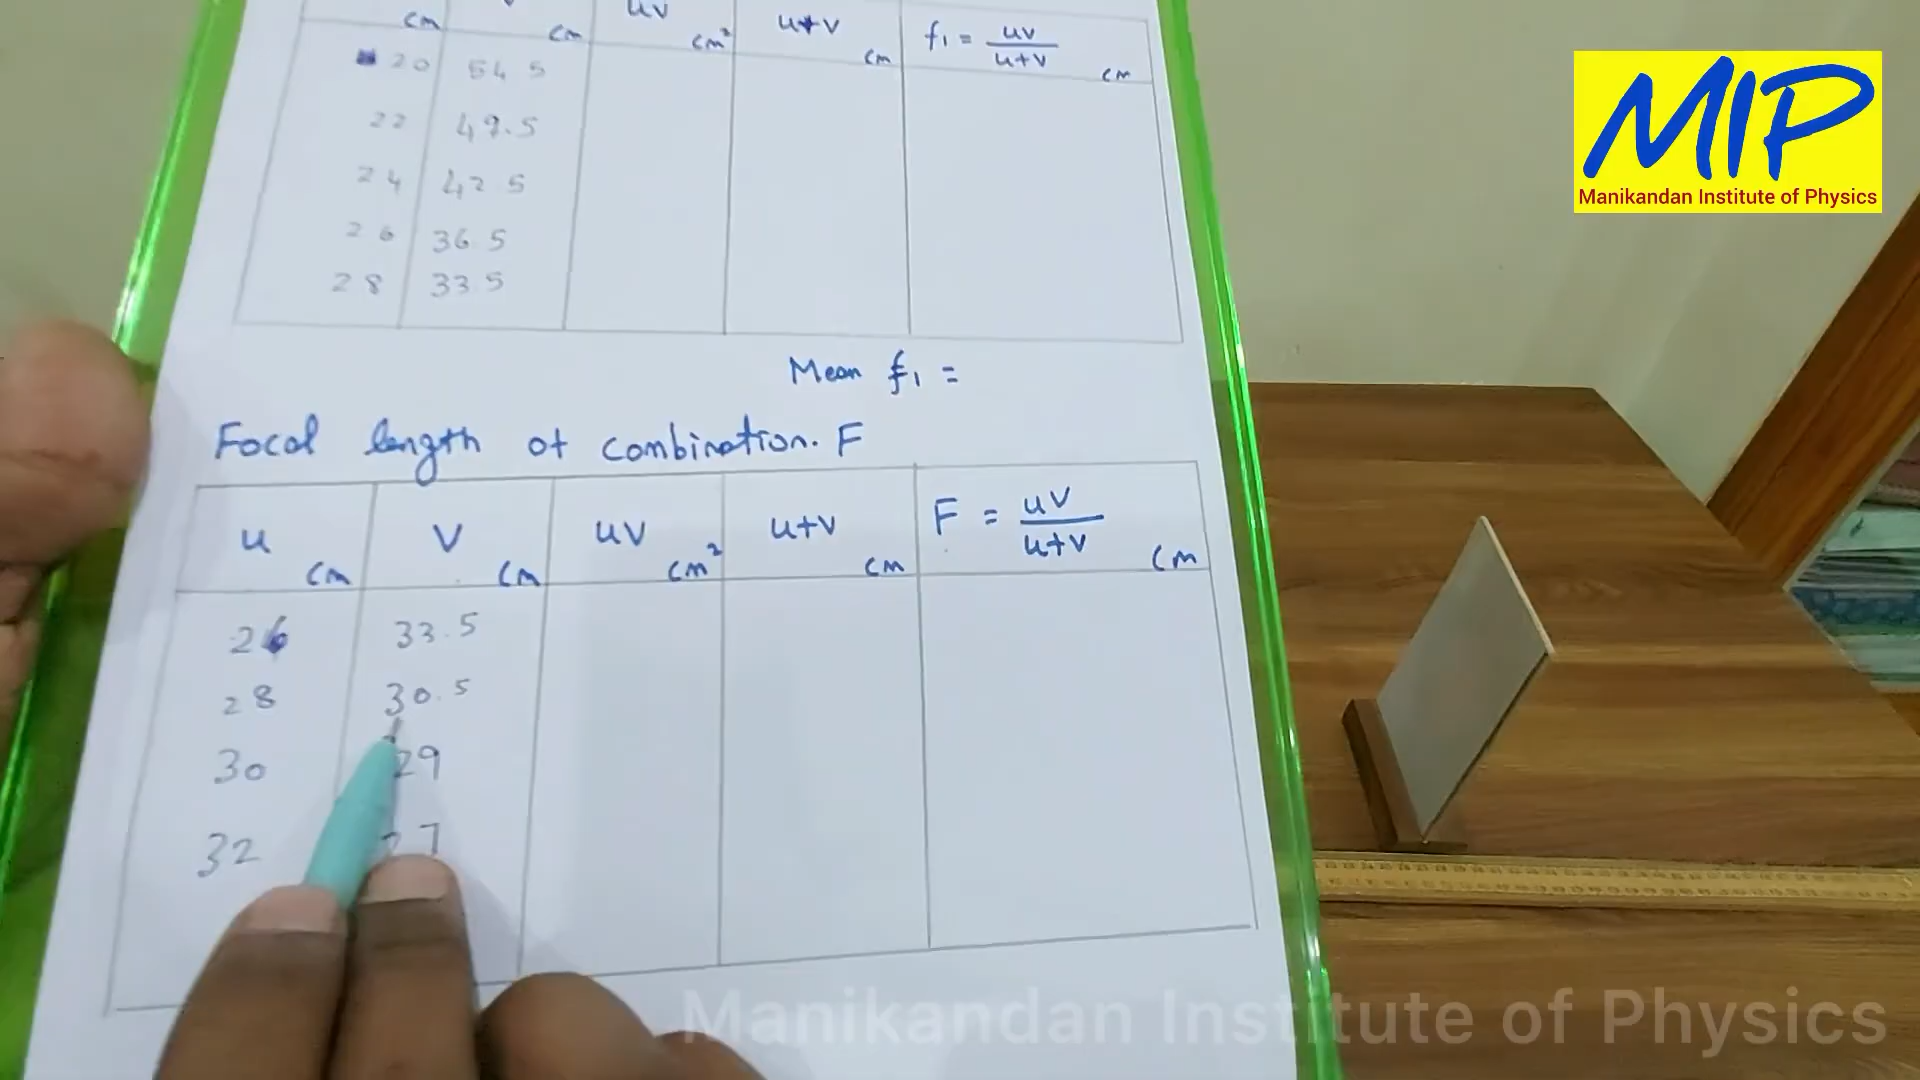 cm v cm uv cm² u+v cm f1 = uv/u+v cm
20 54 5
22 49.5
24 42 5
26 36 5
28 33 5
Mean f1 =
Focal length of combination. F
u cm v cm uv cm² u+v cm F = uv/u+v cm
26 33.5
28 30.5
30 29
32 27
MIP
Manikandan Institute of Physics
Manikandan Institute of Physics